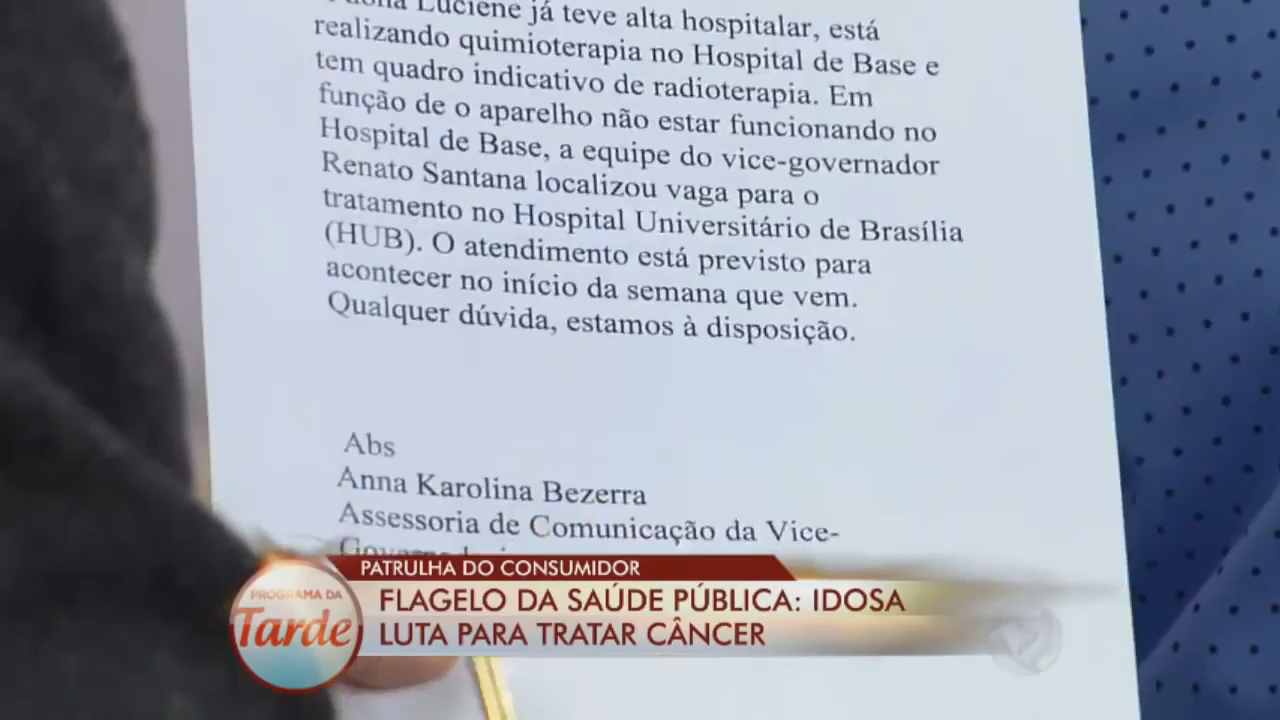 Luciene já teve alta hospitalar, está
realizando quimioterapia no Hospital de Base e
tem quadro indicativo de radioterapia. Em
função de o aparelho não estar funcionando no
Hospital de Base, a equipe do vice-governador
Renato Santana localizou vaga para o
tratamento no Hospital Universitário de Brasília
(HUB). O atendimento está previsto para
acontecer no início da semana que vem.
Qualquer dúvida, estamos à disposição.
Abs
Anna Karolina Bezerra
Assessoria de Comunicação da Vice-
PATRULHA DO CONSUMIDOR
PROGRAMA DA
Tarde
FLAGELO DA SAÚDE PÚBLICA: IDOSA
LUTA PARA TRATAR CÂNCER